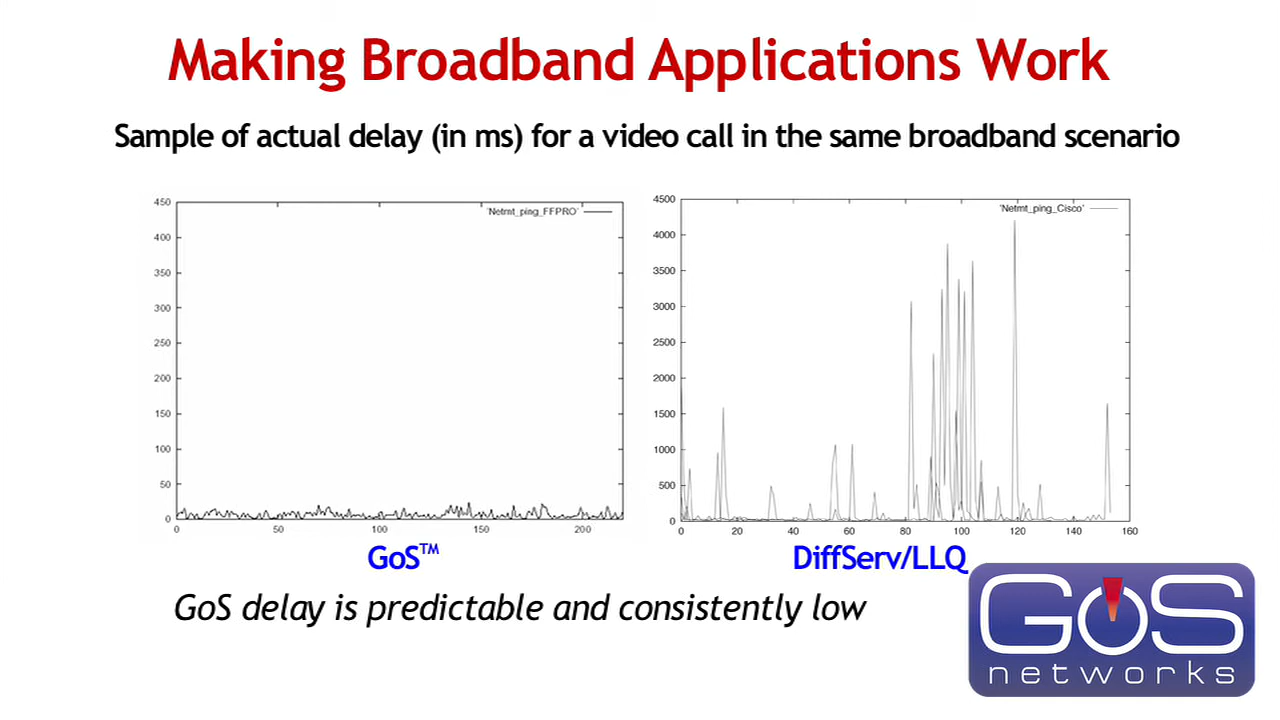 Making Broadband Applications Work
Sample of actual delay (in ms) for a video call in the same broadband scenario
450
400
350
300
250
200
150
100
50
0
'Netmt_ping_FFPRO'
0 50 100 150 200
GoS™
4500
4000
3500
3000
2500
2000
1500
1000
500
0
'Netmt_ping_Cisco'
0 20 40 60 80 100 120 140 160
DiffServ/LLQ
GoS delay is predictable and consistently low
GoS
networks